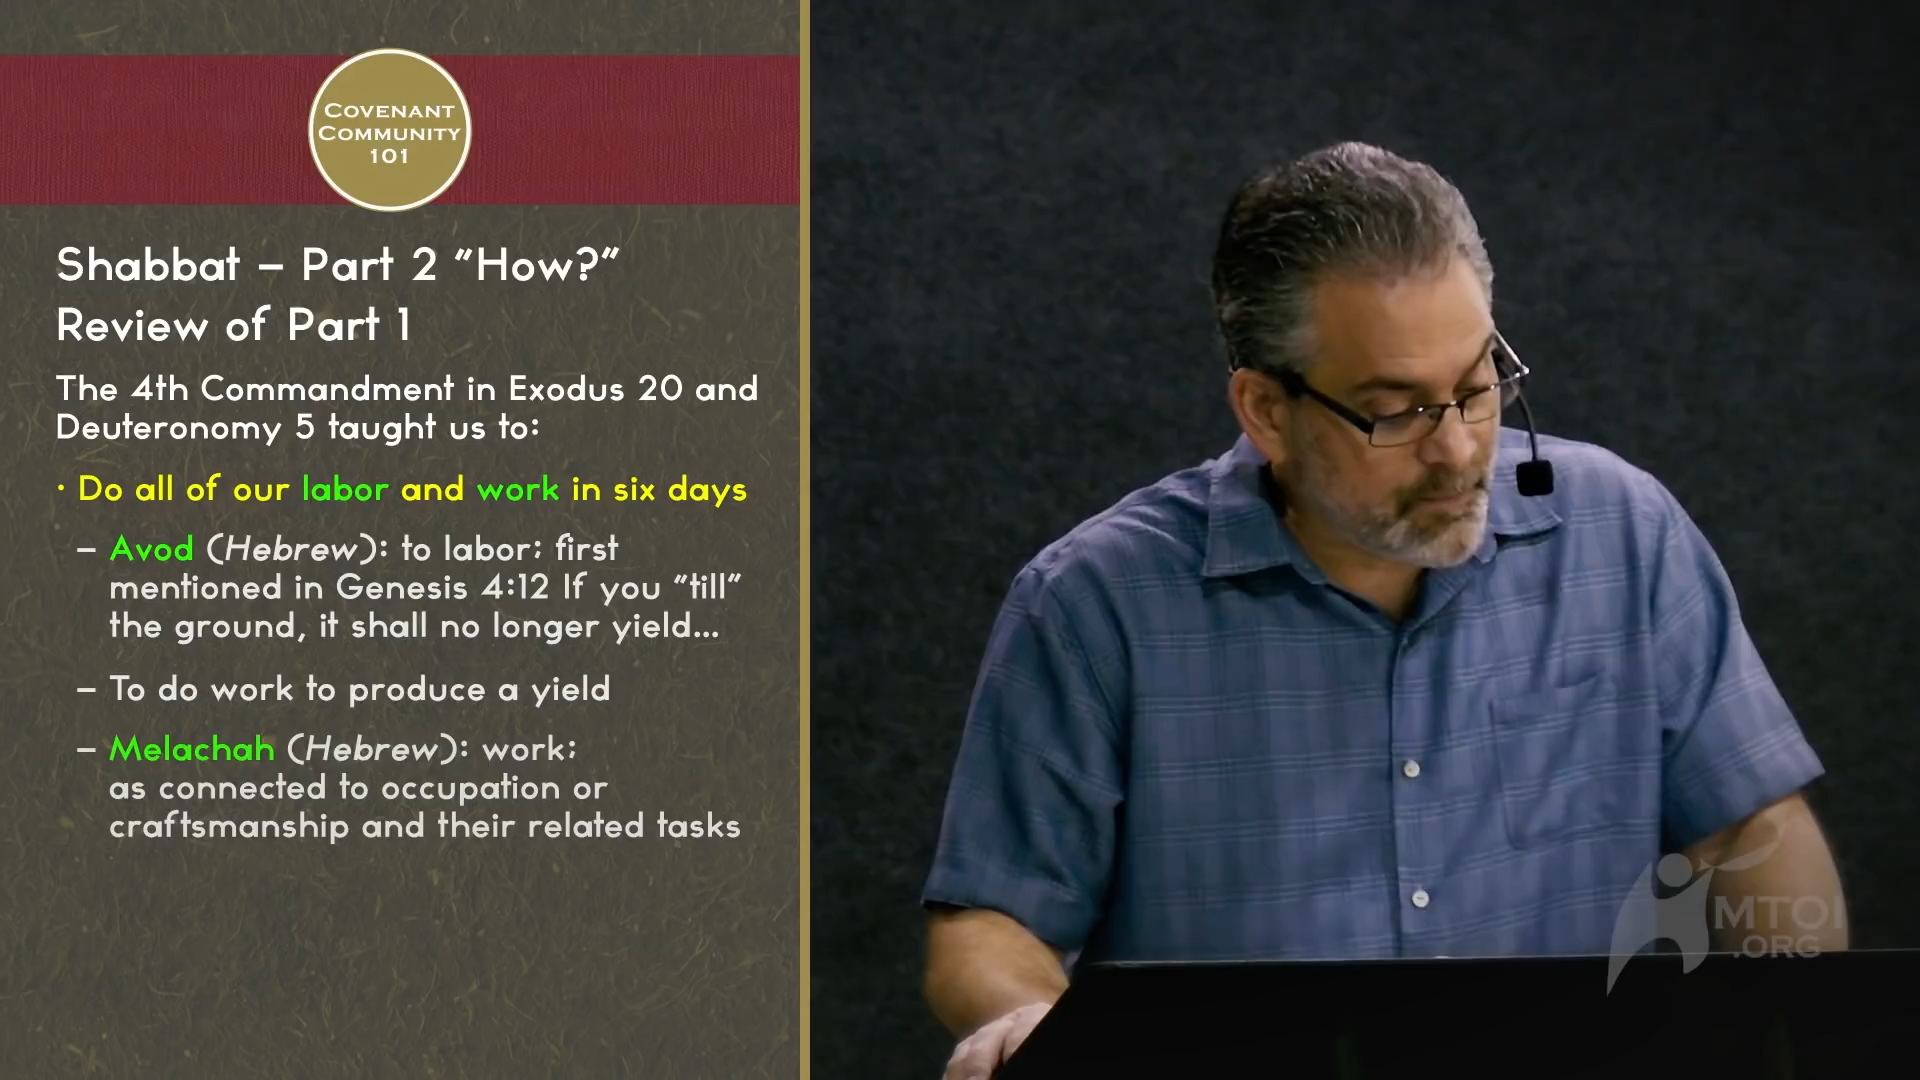 COVENANT
COMMUNITY
101
Shabbat – Part 2 “How?”
Review of Part 1
The 4th Commandment in Exodus 20 and
Deuteronomy 5 taught us to:
· Do all of our labor and work in six days
– Avod (Hebrew): to labor; first
mentioned in Genesis 4:12 If you “till”
the ground, it shall no longer yield...
– To do work to produce a yield
– Melachah (Hebrew): work;
as connected to occupation or
craftsmanship and their related tasks
MTOI
.ORG